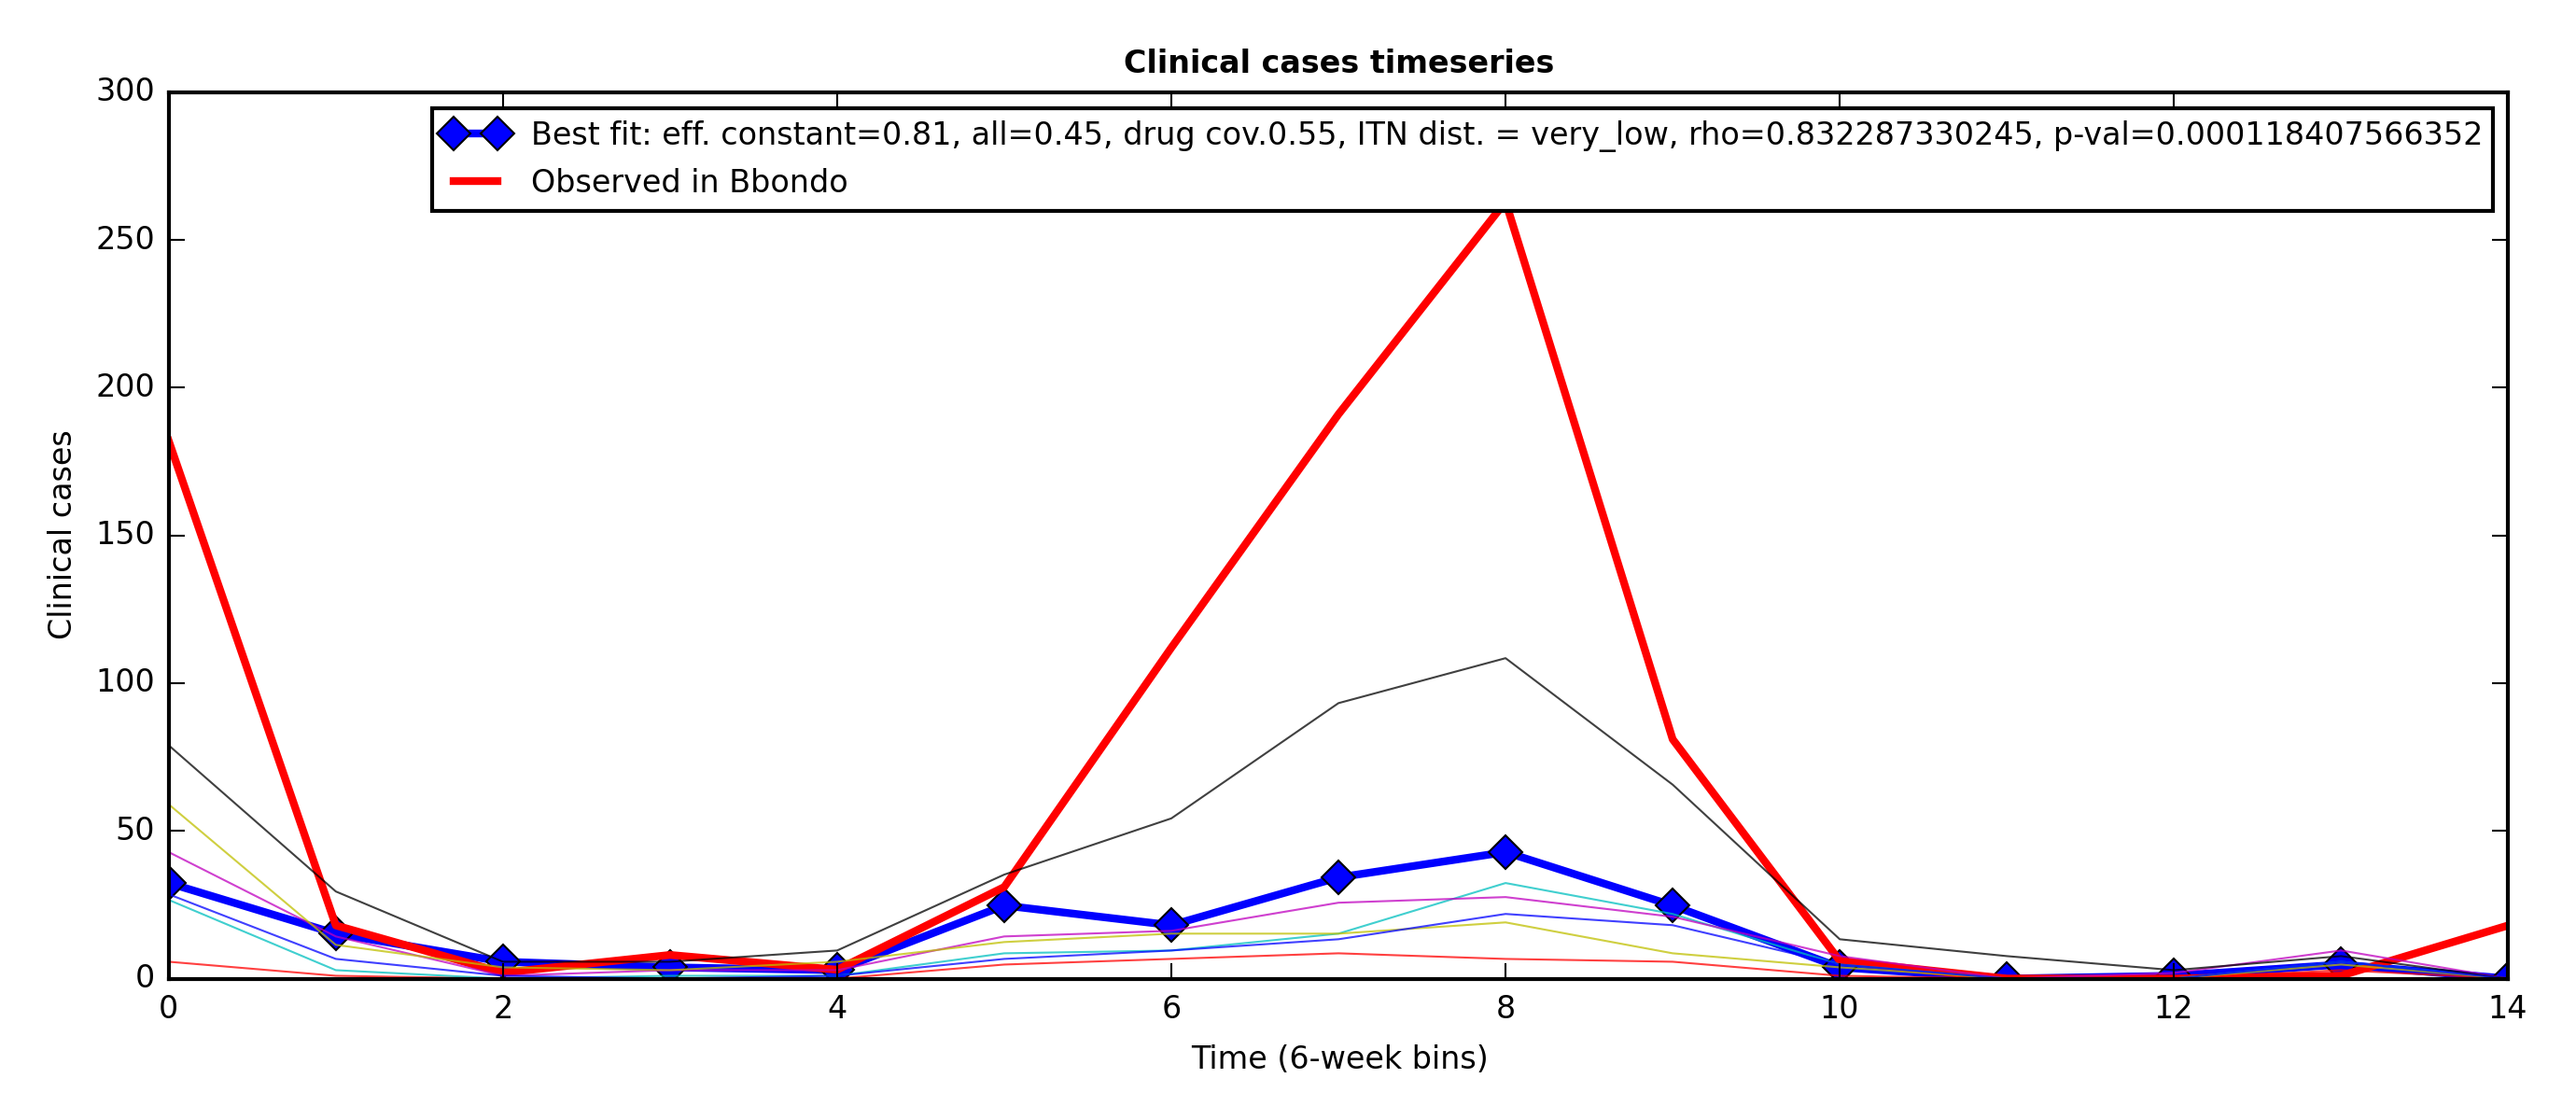 Clinical cases timeseries
300
250
200
150
100
50
0
Clinical cases
Best fit: eff. constant=0.81, all=0.45, drug cov.0.55, ITN dist. = very_low, rho=0.832287330245, p-val=0.000118407566352
Observed in Bbondo
0 2 4 6 8 10 12 14
Time (6-week bins)